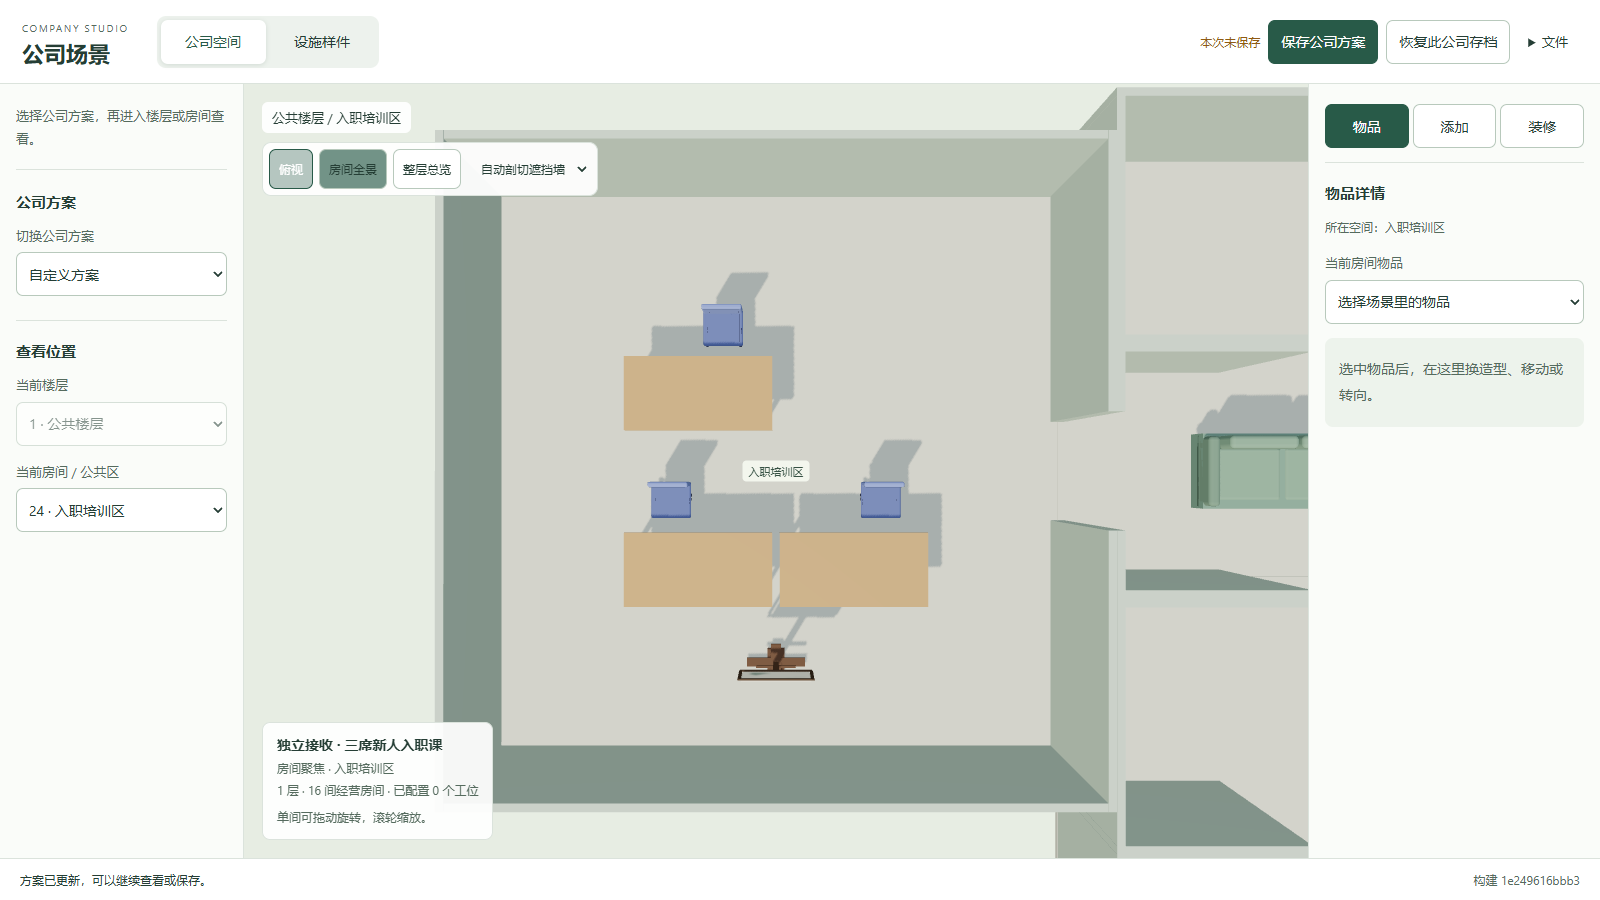 COMPANY STUDIO
公司场景
公司空间
设施样件
本次未保存
保存公司方案
恢复此公司存档
▶ 文件
选择公司方案，再进入楼层或房间查看。
公司方案
切换公司方案
自定义方案
查看位置
当前楼层
1 · 公共楼层
当前房间 / 公共区
24 · 入职培训区
公共楼层 / 入职培训区
俯视
房间全景
整层总览
自动剖切遮挡墙
入职培训区
独立接收 · 三席新人入职课
房间聚焦 · 入职培训区
1 层 · 16 间经营房间 · 已配置 0 个工位
单间可拖动旋转，滚轮缩放。
物品
添加
装修
物品详情
所在空间：入职培训区
当前房间物品
选择场景里的物品
选中物品后，在这里换造型、移动或转向。
方案已更新，可以继续查看或保存。
构建 1e249616bbb3